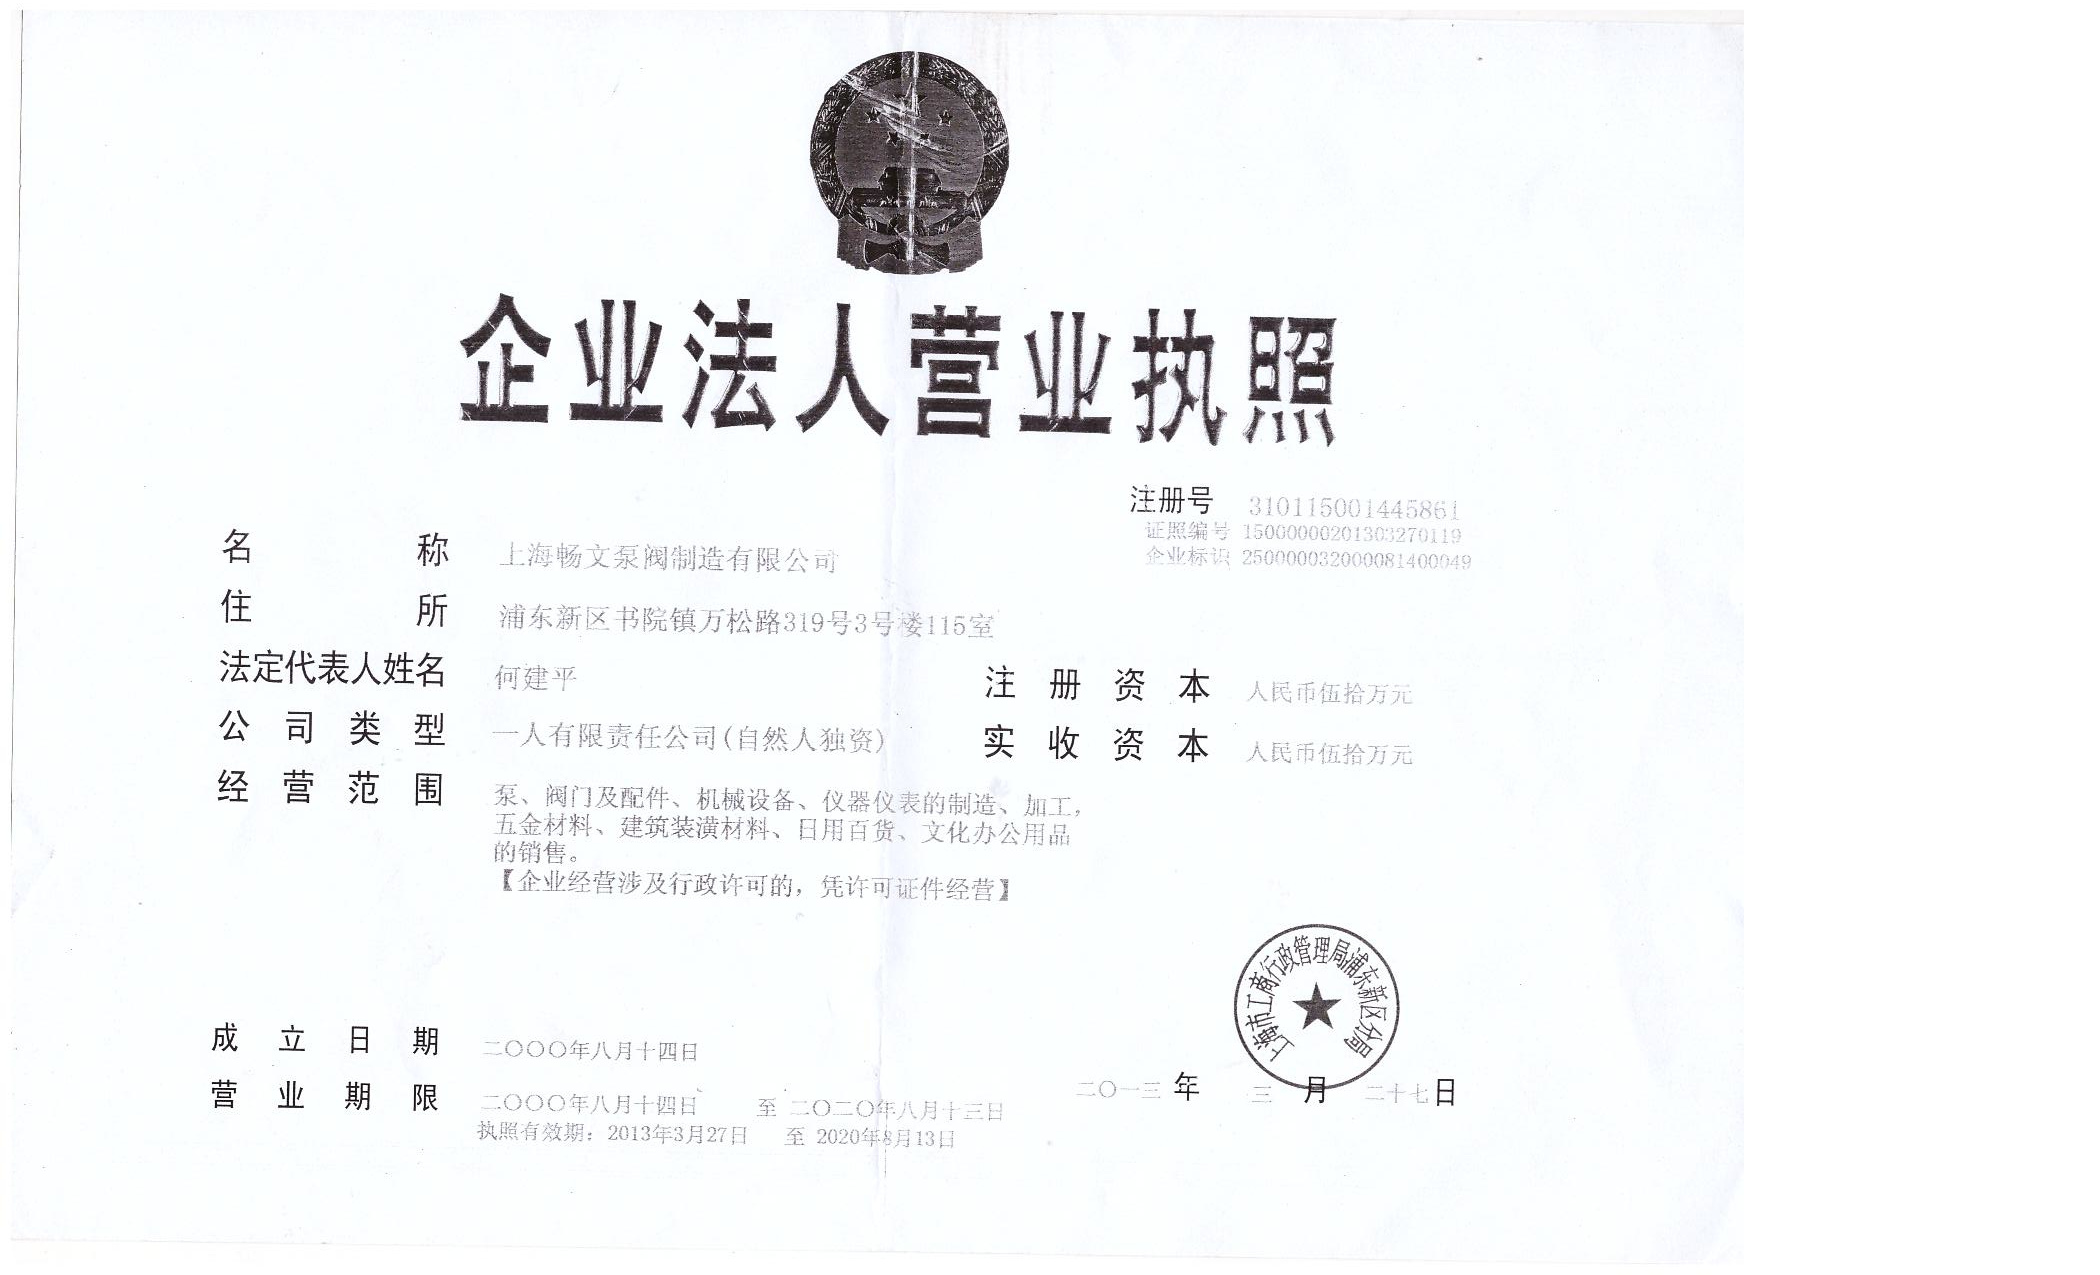 企业法人营业执照
注册号 310115001445861
证照编号 15000000201303270119
企业标识 25000003200008140049
名称 上海畅文泵阀制造有限公司
住所 浦东新区书院镇万松路319号3号楼115室
法定代表人姓名 何建平
注册资本 人民币伍拾万元
公司类型 一人有限责任公司(自然人独资)
实收资本 人民币伍拾万元
经营范围 泵、阀门及配件、机械设备、仪器仪表的制造、加工,
五金材料、建筑装潢材料、日用百货、文化办公用品
的销售。
【企业经营涉及行政许可的，凭许可证件经营】
上海市工商行政管理局浦东新区分局
成立日期 二〇〇〇年八月十四日
二〇一三年 三月 二十七日
营业期限 二〇〇〇年八月十四日 至 二〇二〇年八月十三日
执照有效期：2013年3月27日 至 2020年8月13日